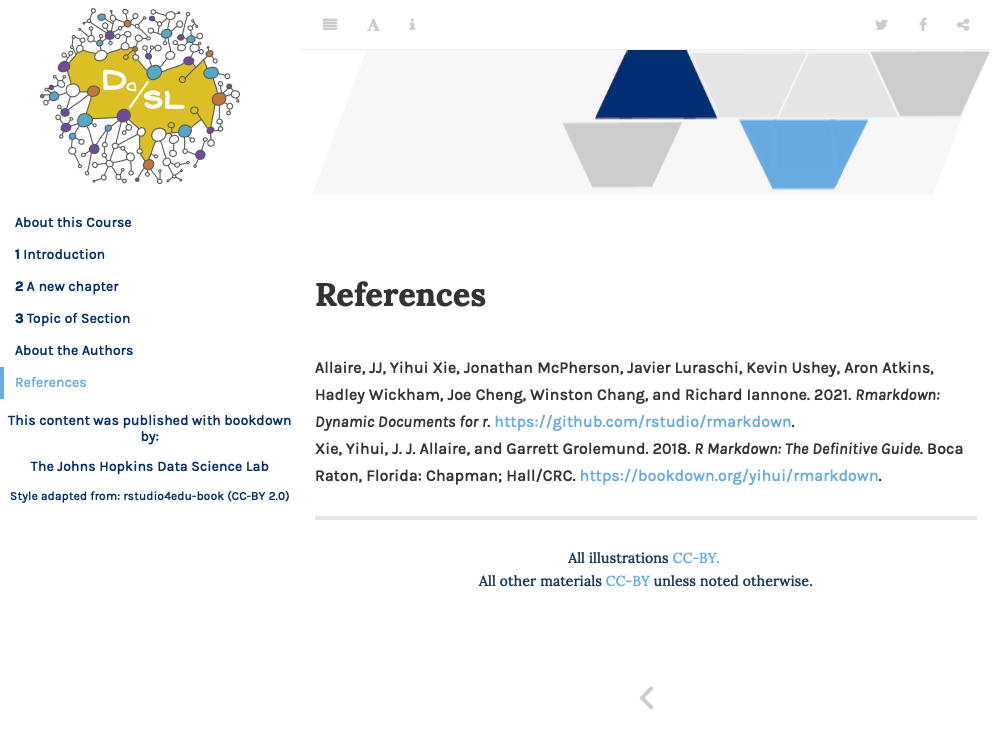 Da
SL
About this Course
1 Introduction
2 A new chapter
3 Topic of Section
About the Authors
References
This content was published with bookdown
by:
The Johns Hopkins Data Science Lab
Style adapted from: rstudio4edu-book (CC-BY 2.0)
References
Allaire, JJ, Yihui Xie, Jonathan McPherson, Javier Luraschi, Kevin Ushey, Aron Atkins,
Hadley Wickham, Joe Cheng, Winston Chang, and Richard Iannone. 2021. Rmarkdown:
Dynamic Documents for r. https://github.com/rstudio/rmarkdown.
Xie, Yihui, J. J. Allaire, and Garrett Grolemund. 2018. R Markdown: The Definitive Guide. Boca
Raton, Florida: Chapman; Hall/CRC. https://bookdown.org/yihui/rmarkdown.
All illustrations CC-BY.
All other materials CC-BY unless noted otherwise.